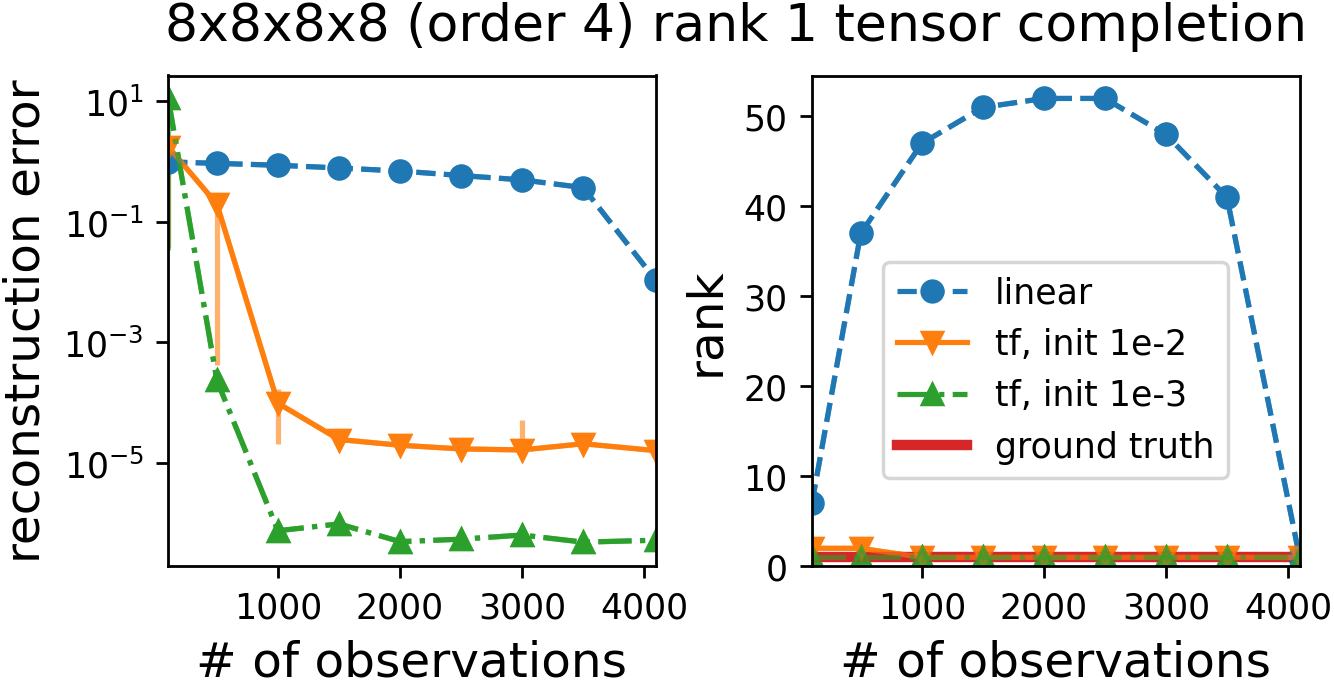 8x8x8x8 (order 4) rank 1 tensor completion
reconstruction error
10¹
10⁻¹
10⁻³
10⁻⁵
1000 2000 3000 4000
# of observations
rank
50
40
30
20
10
0
linear
tf, init 1e-2
tf, init 1e-3
ground truth
1000 2000 3000 4000
# of observations